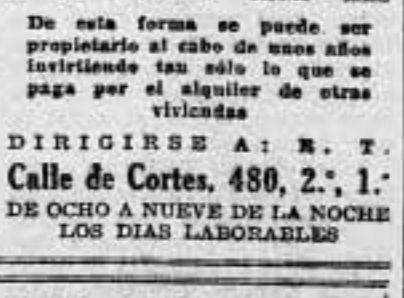 De esta forma se puede ser
propietario al cabo de unos años
invirtiendo tan sólo lo que se
paga por el alquiler de otras
viviendas
DIRIGIRSE A: R. T.
Calle de Cortes, 480, 2.º, 1.ª
DE OCHO A NUEVE DE LA NOCHE
LOS DIAS LABORABLES